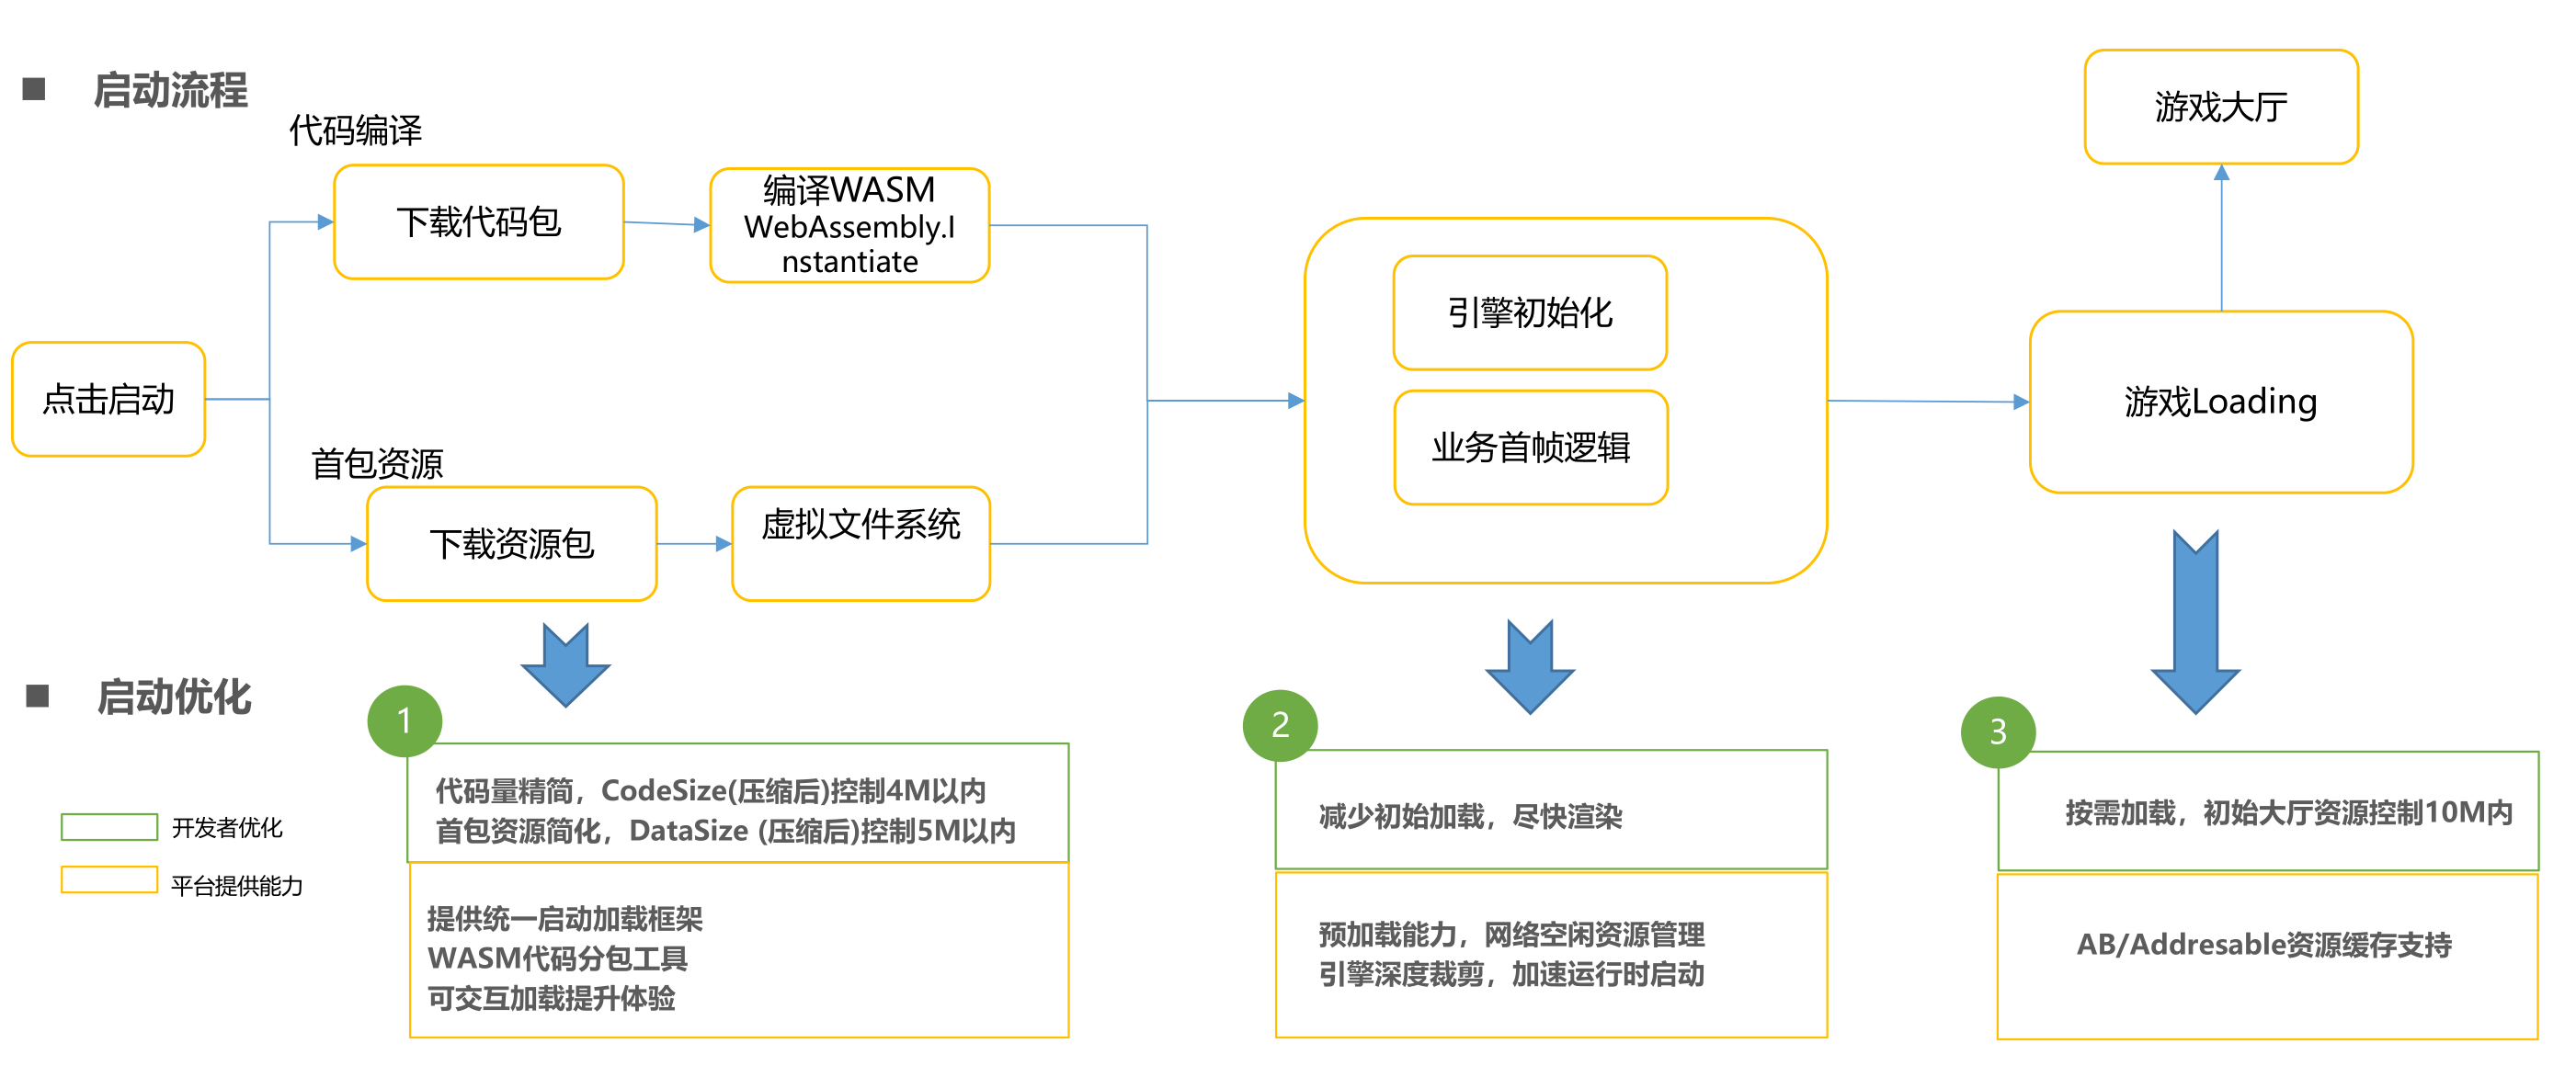 启动流程
代码编译
下载代码包
编译WASM
WebAssembly.I
nstantiate
点击启动
首包资源
下载资源包
虚拟文件系统
引擎初始化
业务首帧逻辑
游戏大厅
游戏Loading
启动优化
开发者优化
平台提供能力
1
代码量精简，CodeSize(压缩后)控制4M以内
首包资源简化，DataSize (压缩后)控制5M以内
提供统一启动加载框架
WASM代码分包工具
可交互加载提升体验
2
减少初始加载，尽快渲染
预加载能力，网络空闲资源管理
引擎深度裁剪，加速运行时启动
3
按需加载，初始大厅资源控制10M内
AB/Addresable资源缓存支持